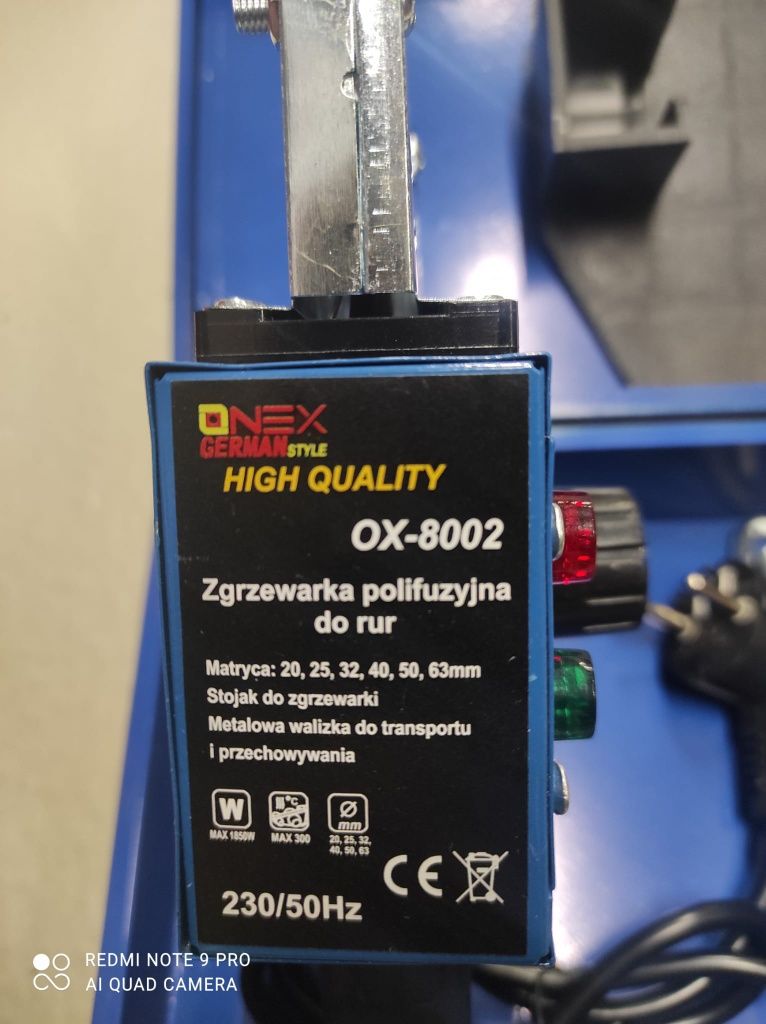 ONEX
GERMAN STYLE
HIGH QUALITY
OX-8002
Zgrzewarka polifuzyjna
do rur
Matryca: 20, 25, 32, 40, 50, 63mm
Stojak do zgrzewarki
Metalowa walizka do transportu
i przechowywania
W
°C
Ø
mm
MAX 1850W
MAX 300
20, 25, 32,
40, 50, 63
CE
230/50Hz
REDMI NOTE 9 PRO
AI QUAD CAMERA